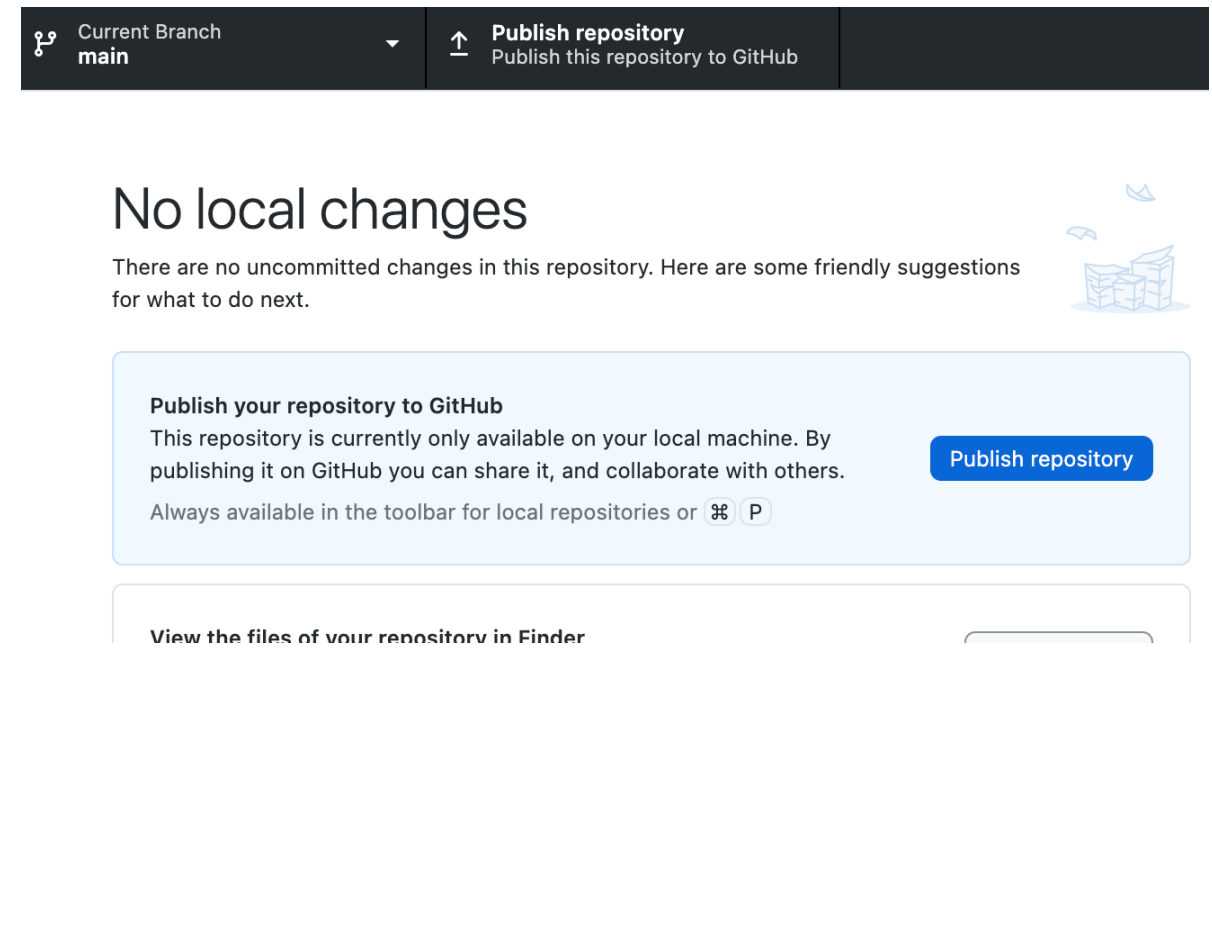 Current Branch
main
Publish repository
Publish this repository to GitHub
No local changes
There are no uncommitted changes in this repository. Here are some friendly suggestions
for what to do next.
Publish your repository to GitHub
This repository is currently only available on your local machine. By
publishing it on GitHub you can share it, and collaborate with others.
Publish repository
Always available in the toolbar for local repositories or ⌘ P
View the files of your repository in Finder